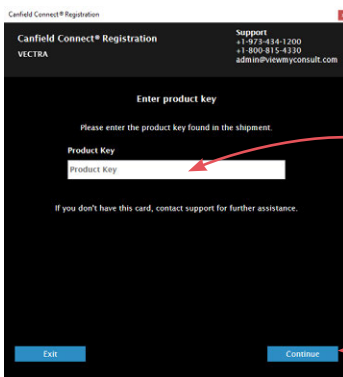 Canfield Connect® Registration
Canfield Connect® Registration
VECTRA
Support
+1-973-434-1200
+1-800-815-4330
admin@viewmyconsult.com
Enter product key
Please enter the product key found in the shipment.
Product Key
Product Key
If you don't have this card, contact support for further assistance.
Exit
Continue